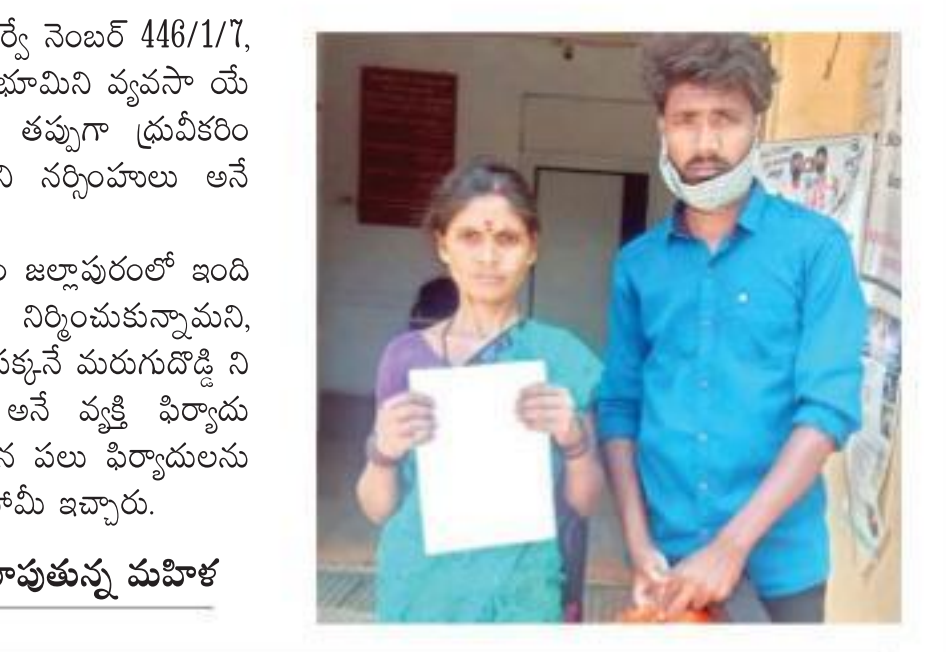 ర్వే నెంబర్ 446/1/7,
భూమిని వ్యవసా యే
తప్పుగా ధ్రువీకరిం
ని నర్సింహులు అనే
జల్లాపురంలో ఇంది
నిర్మించుకున్నామని,
పక్కనే మరుగుదొడ్డి ని
అనే వ్యక్తి ఫిర్యాదు
న పలు ఫిర్యాదులను
హామీ ఇచ్చారు.
ాపుతున్న మహిళ